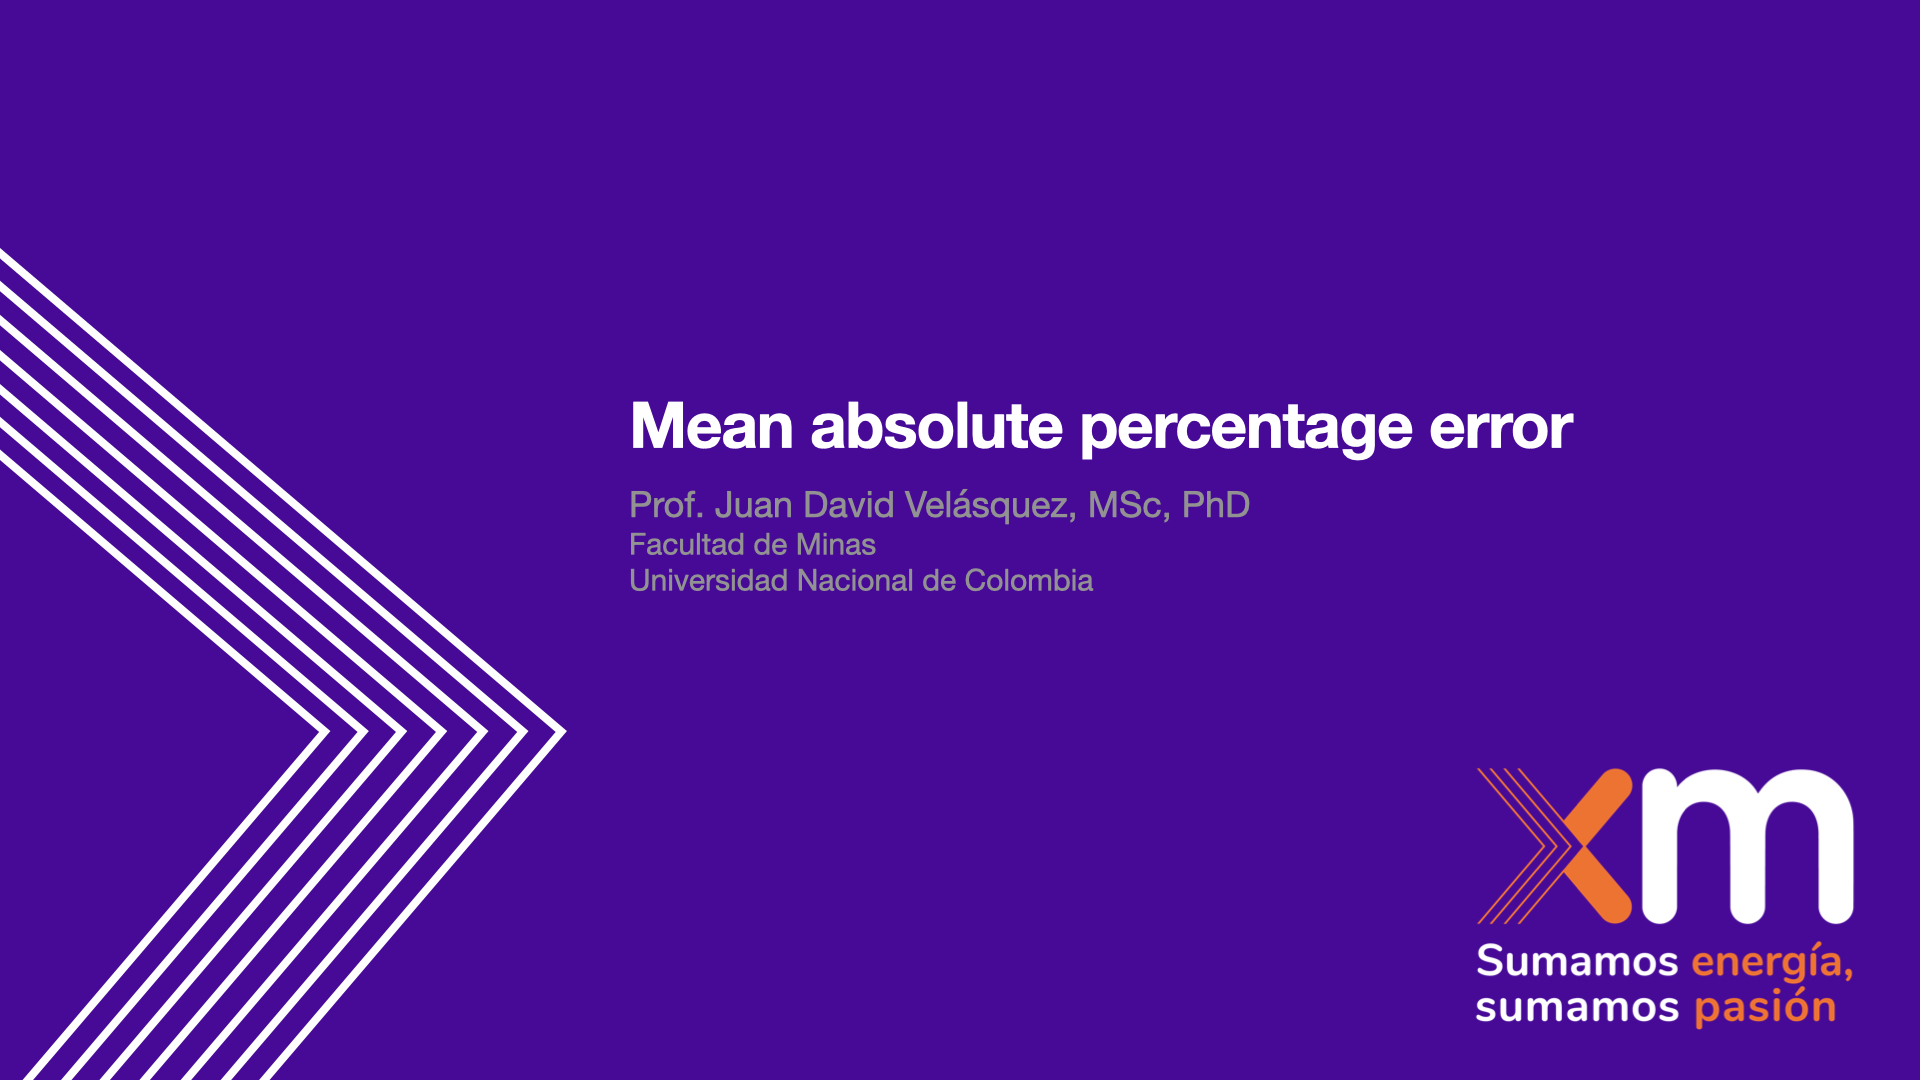 Mean absolute percentage error
Prof. Juan David Velásquez, MSc, PhD
Facultad de Minas
Universidad Nacional de Colombia
xm
Sumamos energía,
sumamos pasión